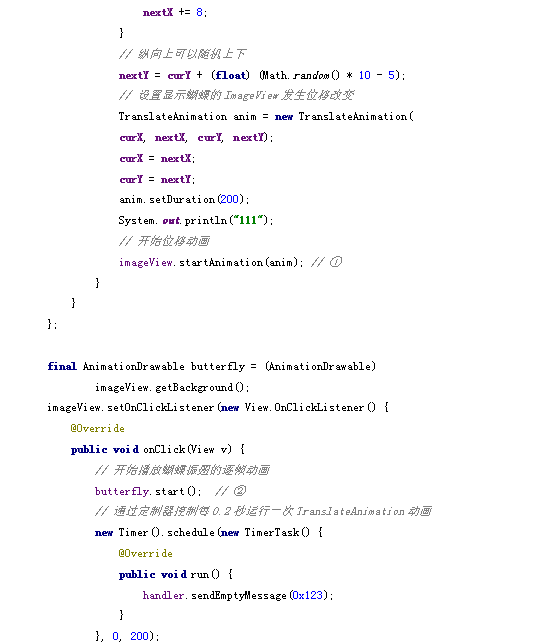 nextX += 8;
}
// 纵向上可以随机上下
nextY = curY + (float) (Math.random() * 10 - 5);
// 设置显示蝴蝶的ImageView发生位移改变
TranslateAnimation anim = new TranslateAnimation(
curX, nextX, curY, nextY);
curX = nextX;
curY = nextY;
anim.setDuration(200);
System.out.println("111");
// 开始位移动画
imageView.startAnimation(anim); // ①
}
}
};
final AnimationDrawable butterfly = (AnimationDrawable)
imageView.getBackground();
imageView.setOnClickListener(new View.OnClickListener() {
@Override
public void onClick(View v) {
// 开始播放蝴蝶振翅的逐帧动画
butterfly.start();  // ②
// 通过定制器控制每0.2秒运行一次TranslateAnimation动画
new Timer().schedule(new TimerTask() {
@Override
public void run() {
handler.sendEmptyMessage(0x123);
}
}, 0, 200);